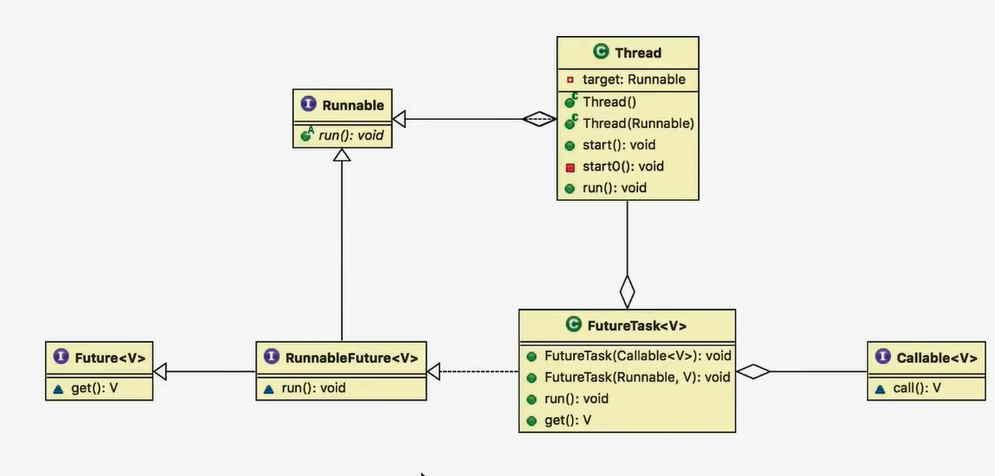 Thread
target: Runnable
Thread()
Thread(Runnable)
start(): void
start0(): void
run(): void
Runnable
run(): void
FutureTask<V>
FutureTask(Callable<V>): void
FutureTask(Runnable, V): void
run(): void
get(): V
Future<V>
get(): V
RunnableFuture<V>
run(): void
Callable<V>
call(): V